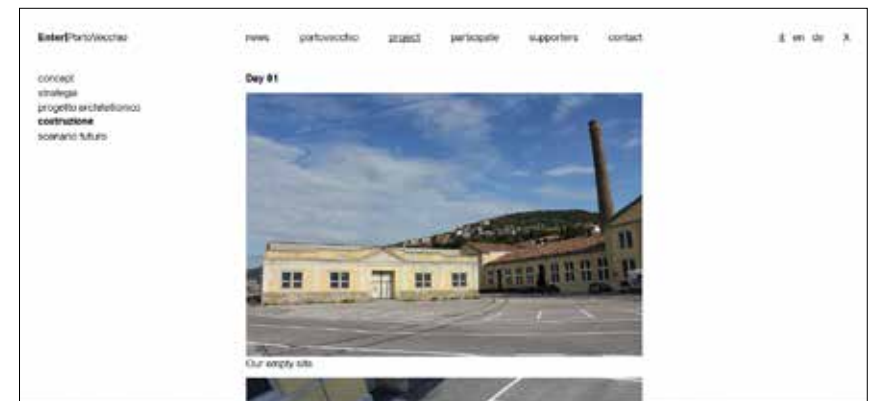 Enter|PortoVecchio
news portovecchio project participate supporters contact
it en de X
concept
strategia
progetto architettonico
costruzione
scenario futuro
Day 01
Our empty site